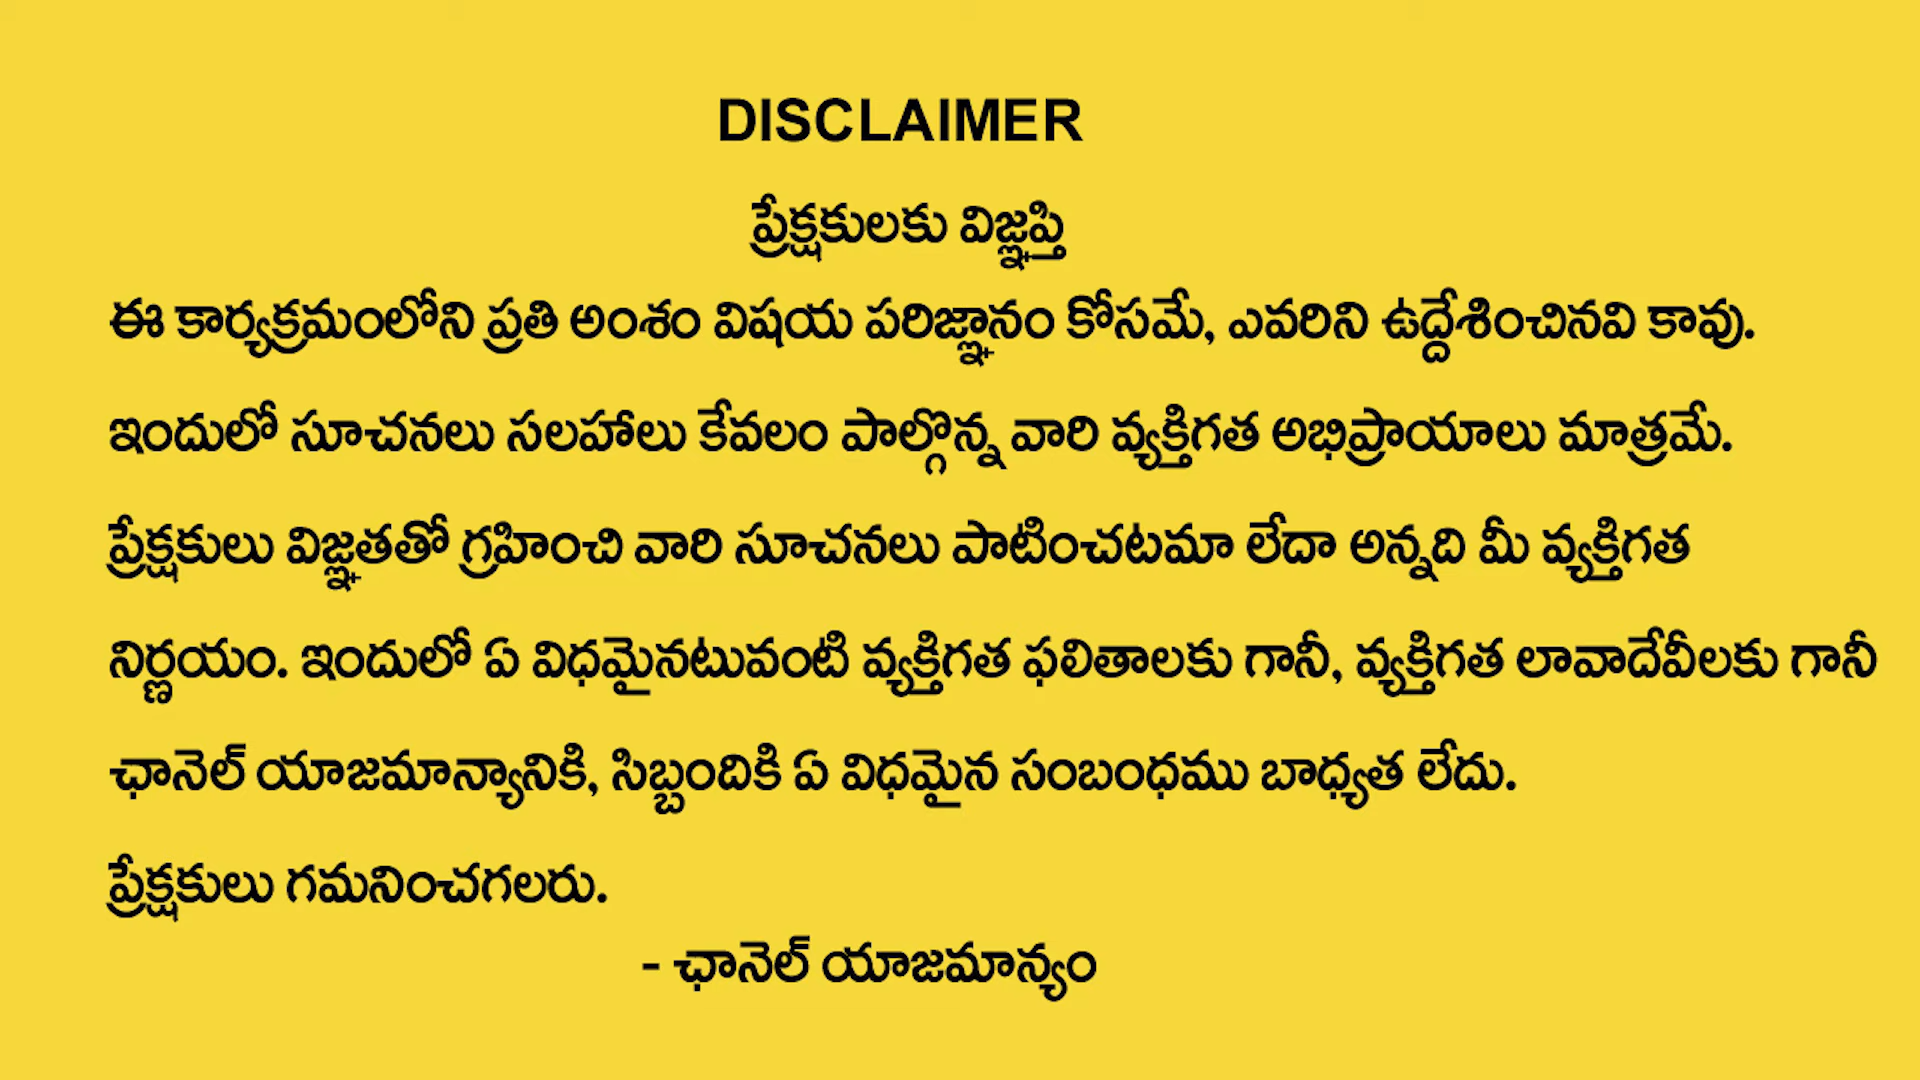 DISCLAIMER
ప్రేక్షకులకు విజ్ఞప్తి
ఈ కార్యక్రమంలోని ప్రతి అంశం విషయ పరిజ్ఞానం కోసమే, ఎవరిని ఉద్దేశించినవి కావు.
ఇందులో సూచనలు సలహాలు కేవలం పాల్గొన్న వారి వ్యక్తిగత అభిప్రాయాలు మాత్రమే.
ప్రేక్షకులు విజ్ఞతతో గ్రహించి వారి సూచనలు పాటించటమా లేదా అన్నది మీ వ్యక్తిగత
నిర్ణయం. ఇందులో ఏ విధమైనటువంటి వ్యక్తిగత ఫలితాలకు గానీ, వ్యక్తిగత లావాదేవీలకు గానీ
ఛానెల్ యాజమాన్యానికి, సిబ్బందికి ఏ విధమైన సంబంధము బాధ్యత లేదు.
ప్రేక్షకులు గమనించగలరు.
- ఛానెల్ యాజమాన్యం